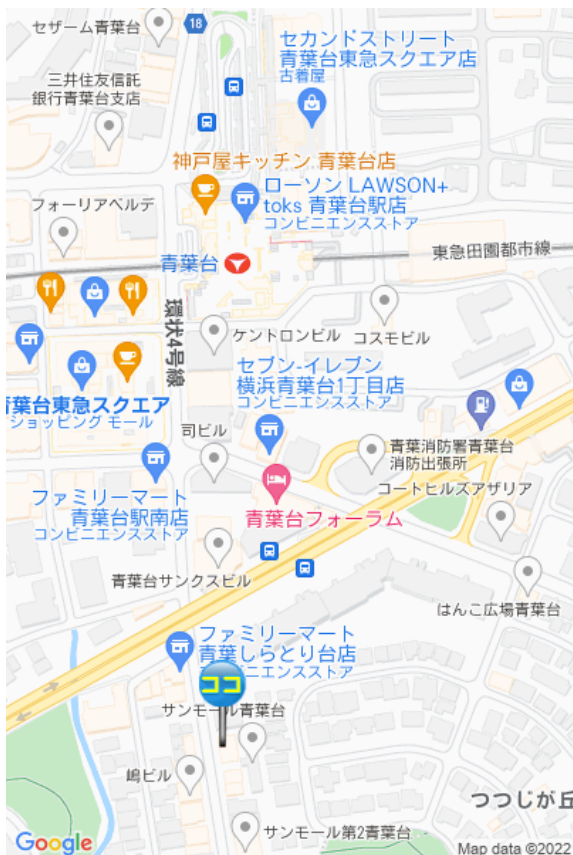 セザーム青葉台
18
セカンドストリート
青葉台東急スクエア店
古着屋
三井住友信託
銀行青葉台支店
神戸屋キッチン 青葉台店
ローソン LAWSON+
toks 青葉台駅店
コンビニエンスストア
フォーリアベルデ
青葉台
東急田園都市線
環状4号線
ケントロンビル
コスモビル
セブン-イレブン
横浜青葉台1丁目店
コンビニエンスストア
青葉台東急スクエア
ショッピング モール
司ビル
青葉消防署青葉台
消防出張所
ファミリーマート
青葉台駅南店
コンビニエンスストア
コートヒルズアザリア
青葉台フォーラム
青葉台サンクスビル
はんこ広場青葉台
ファミリーマート
青葉しらとり台店
コンビニエンスストア
ココ
サンモール青葉台
嶋ビル
つつじが丘
サンモール第2青葉台
Google
Map data ©2022